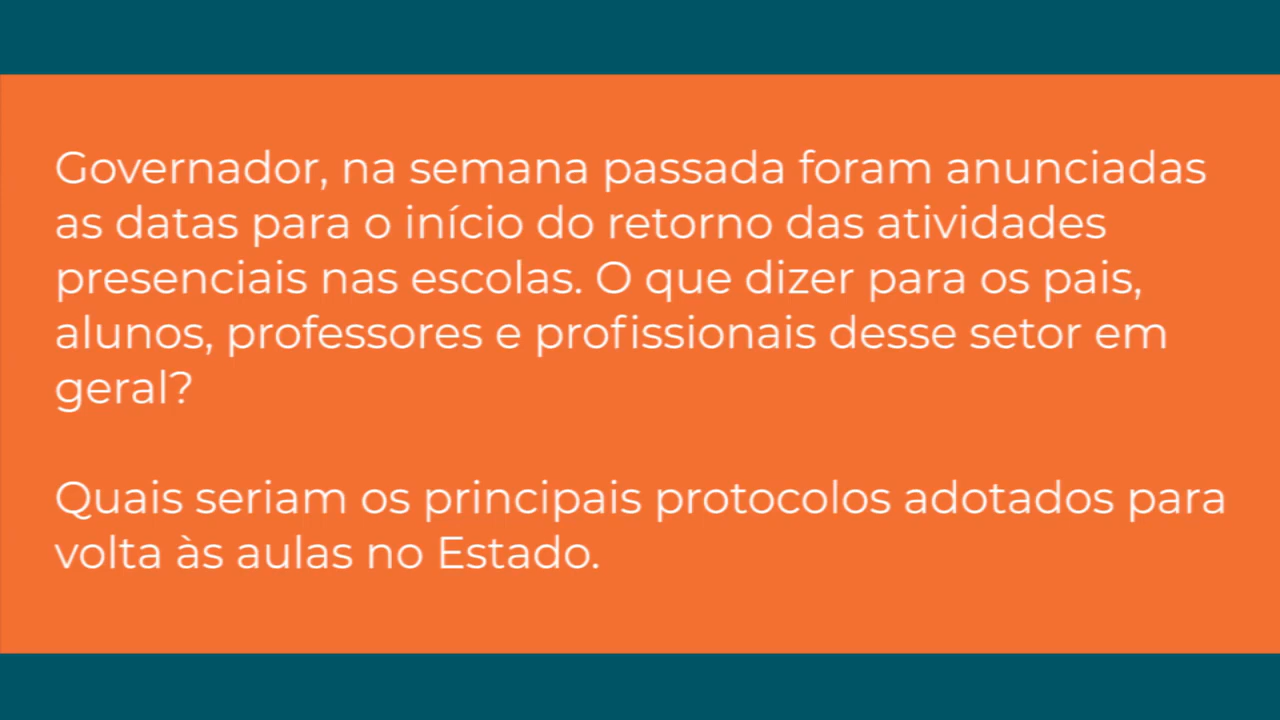 Governador, na semana passada foram anunciadas
as datas para o início do retorno das atividades
presenciais nas escolas. O que dizer para os pais,
alunos, professores e profissionais desse setor em
geral?
Quais seriam os principais protocolos adotados para
volta às aulas no Estado.